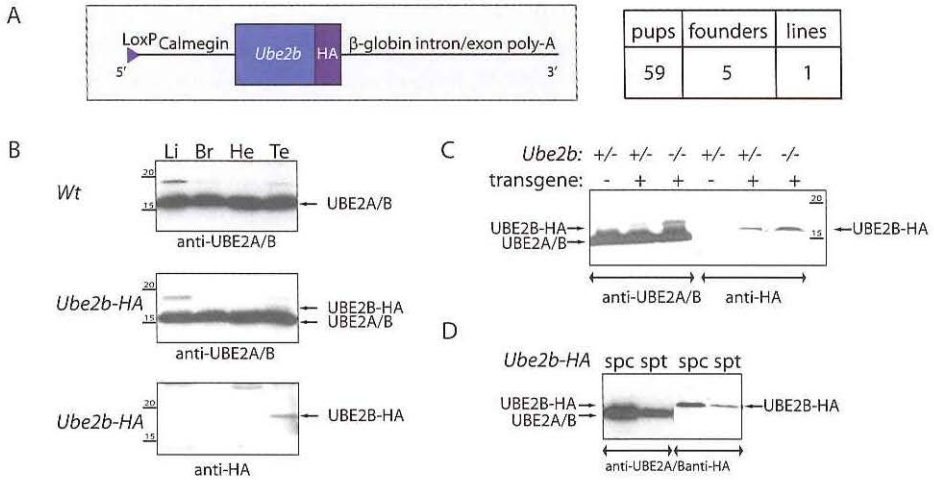 A
LoxP Calmegin Ube2b HA β-globin intron/exon poly-A
5' 3'
pups founders lines
59 5 1
B
Li Br He Te
Wt
20
15
UBE2A/B
anti-UBE2A/B
Ube2b-HA
20
15
UBE2B-HA
UBE2A/B
anti-UBE2A/B
Ube2b-HA
20
15
UBE2B-HA
anti-HA
C
Ube2b: +/- +/- -/- +/- +/- -/-
transgene: - + + - + +
20
15
UBE2B-HA
UBE2A/B
UBE2B-HA
anti-UBE2A/B anti-HA
D
Ube2b-HA spc spt spc spt
UBE2B-HA
UBE2A/B
UBE2B-HA
anti-UBE2A/Banti-HA